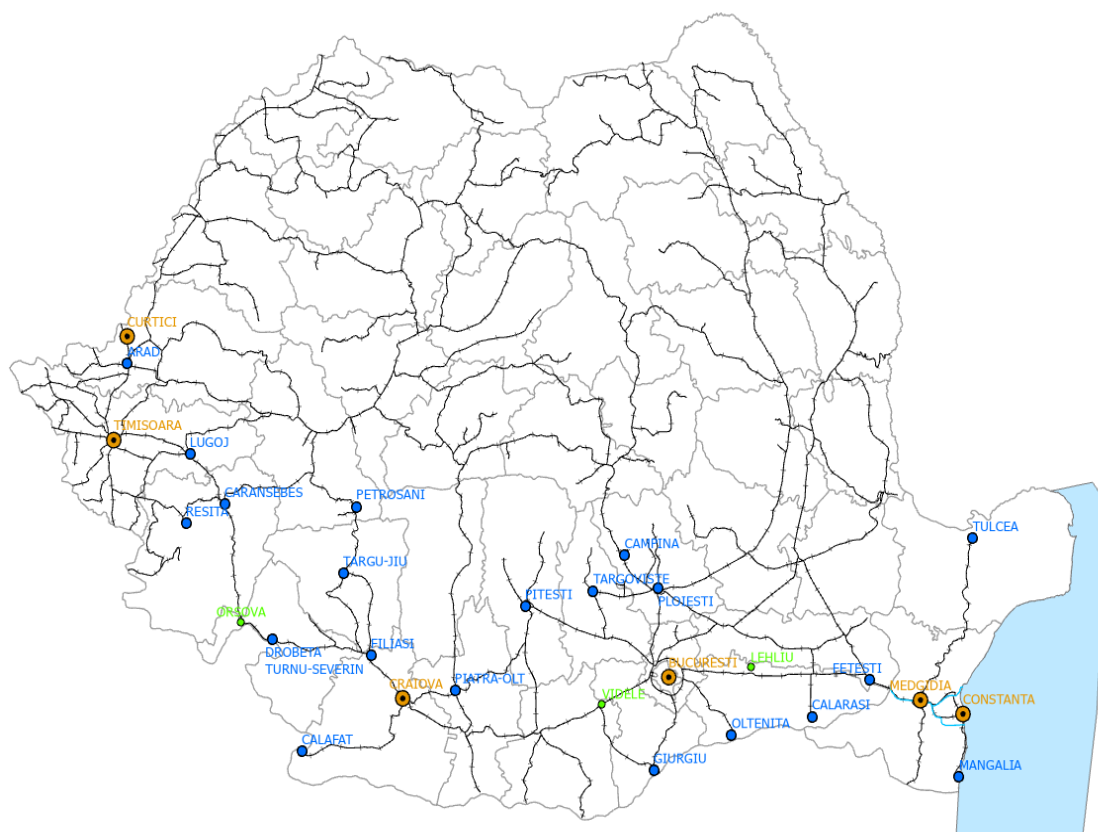 CURTICI
ARAD
TIMISOARA
LUGOJ
CARANSEBES
PETROSANI
RESITA
TULCEA
CAMPINA
TARGU-JIU
TARGOVISTE
PITESTI
PLOIESTI
ORSOVA
DROBETA
TURNU-SEVERIN
FILIASI
BUCURESTI
LEHLIU
FETESTI
CRAIOVA
PIATRA-OLT
MEDGIDIA
VIDELE
CONSTANTA
CALARASI
OLTENITA
CALAFAT
GIURGIU
MANGALIA